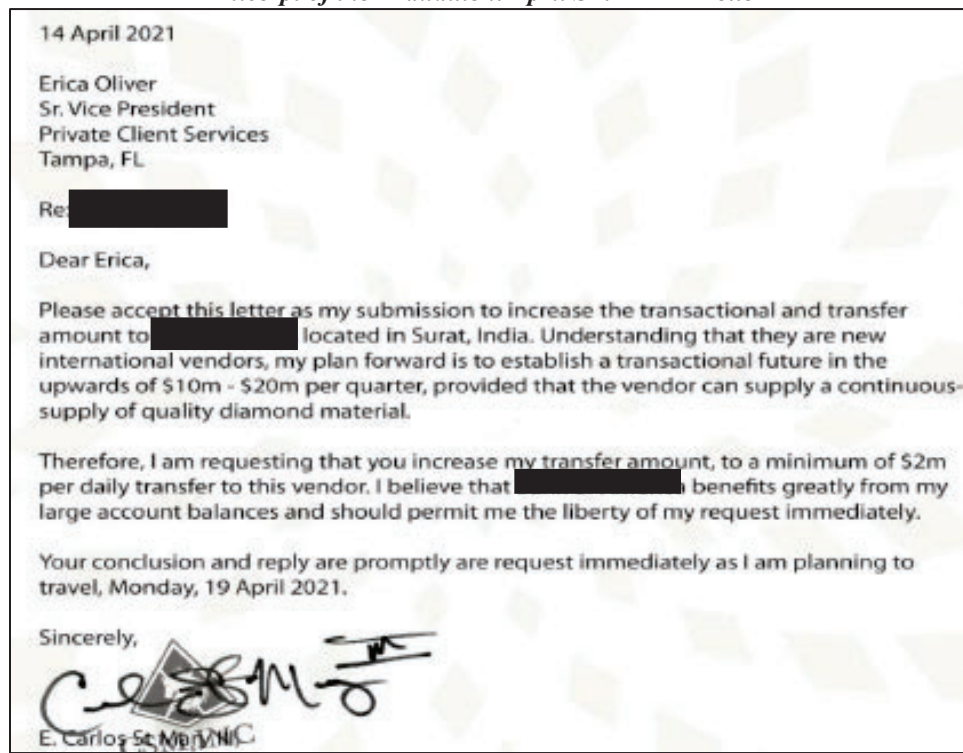 14 April 2021
Erica Oliver
Sr. Vice President
Private Client Services
Tampa, FL
Re:
Dear Erica,
Please accept this letter as my submission to increase the transactional and transfer
amount to located in Surat, India. Understanding that they are new
international vendors, my plan forward is to establish a transactional future in the
upwards of $10m - $20m per quarter, provided that the vendor can supply a continuous-
supply of quality diamond material.
Therefore, I am requesting that you increase my transfer amount, to a minimum of $2m
per daily transfer to this vendor. I believe that benefits greatly from my
large account balances and should permit me the liberty of my request immediately.
Your conclusion and reply are promptly are request immediately as I am planning to
travel, Monday, 19 April 2021.
Sincerely,
E. Carlos St Mary, III